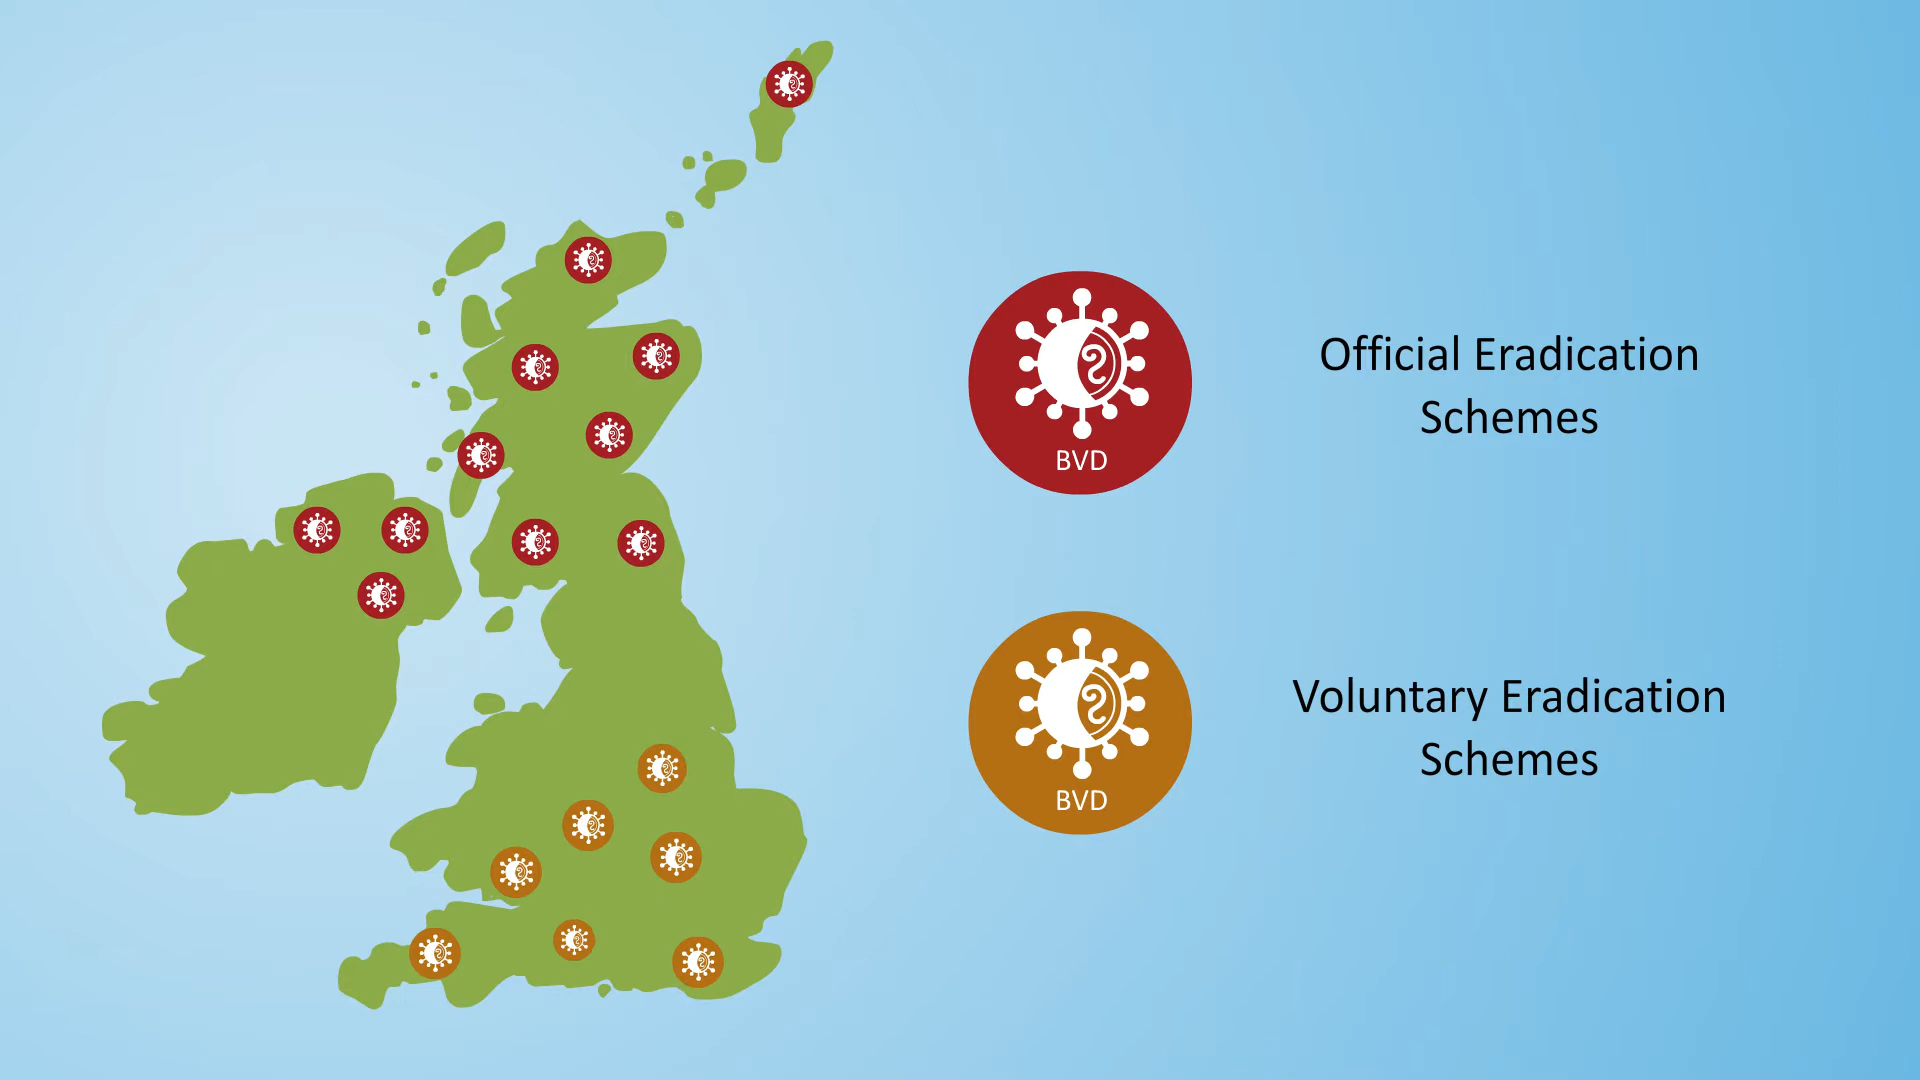 BVD
Official Eradication
Schemes
BVD
Voluntary Eradication
Schemes